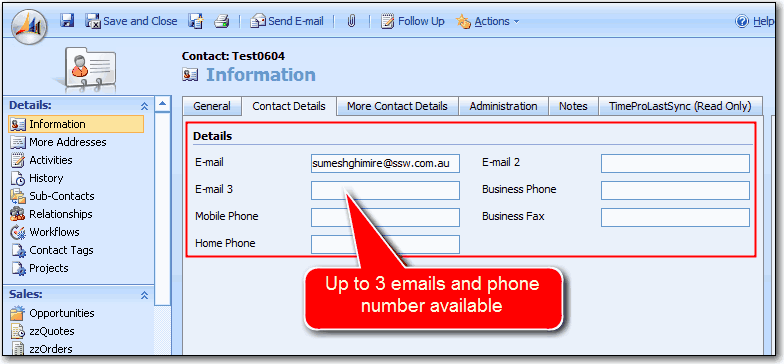 Save and Close
Send E-mail
Follow Up
Actions
Help
Contact: Test0604
Information
Details:
Information
More Addresses
Activities
History
Sub-Contacts
Relationships
Workflows
Contact Tags
Projects
Sales:
Opportunities
zzQuotes
zzOrders
General
Contact Details
More Contact Details
Administration
Notes
TimeProLastSync (Read Only)
Details
E-mail
sumeshghimire@ssw.com.au
E-mail 2
E-mail 3
Business Phone
Mobile Phone
Business Fax
Home Phone
Up to 3 emails and phone
number available